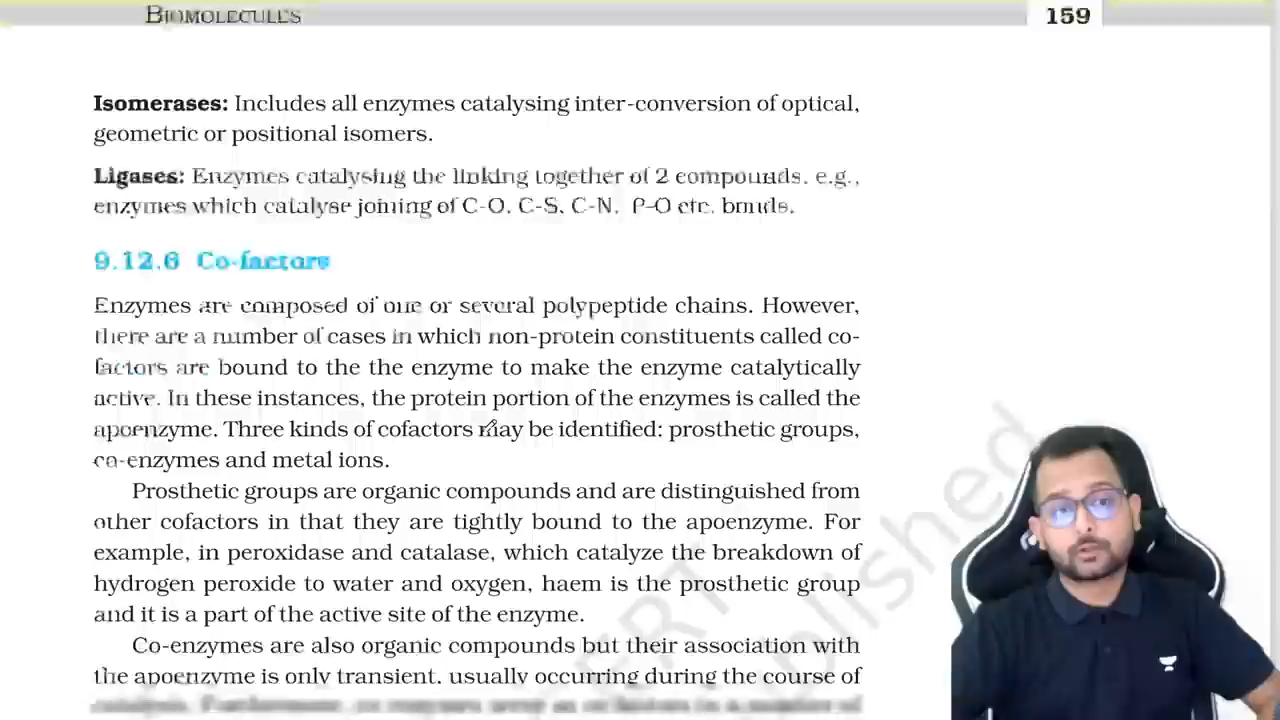 BIOMOLECULES
159
Isomerases: Includes all enzymes catalysing inter-conversion of optical,
geometric or positional isomers.
Ligases: Enzymes catalysing the linking together of 2 compounds, e.g.,
enzymes which catalyse joining of C-O, C-S, C-N, P-O etc. bonds.
9.12.6 Co-factors
Enzymes are composed of one or several polypeptide chains. However,
there are a number of cases in which non-protein constituents called co-
factors are bound to the the enzyme to make the enzyme catalytically
active. In these instances, the protein portion of the enzymes is called the
apoenzyme. Three kinds of cofactors may be identified: prosthetic groups,
co-enzymes and metal ions.
Prosthetic groups are organic compounds and are distinguished from
other cofactors in that they are tightly bound to the apoenzyme. For
example, in peroxidase and catalase, which catalyze the breakdown of
hydrogen peroxide to water and oxygen, haem is the prosthetic group
and it is a part of the active site of the enzyme.
Co-enzymes are also organic compounds but their association with
the apoenzyme is only transient, usually occurring during the course of